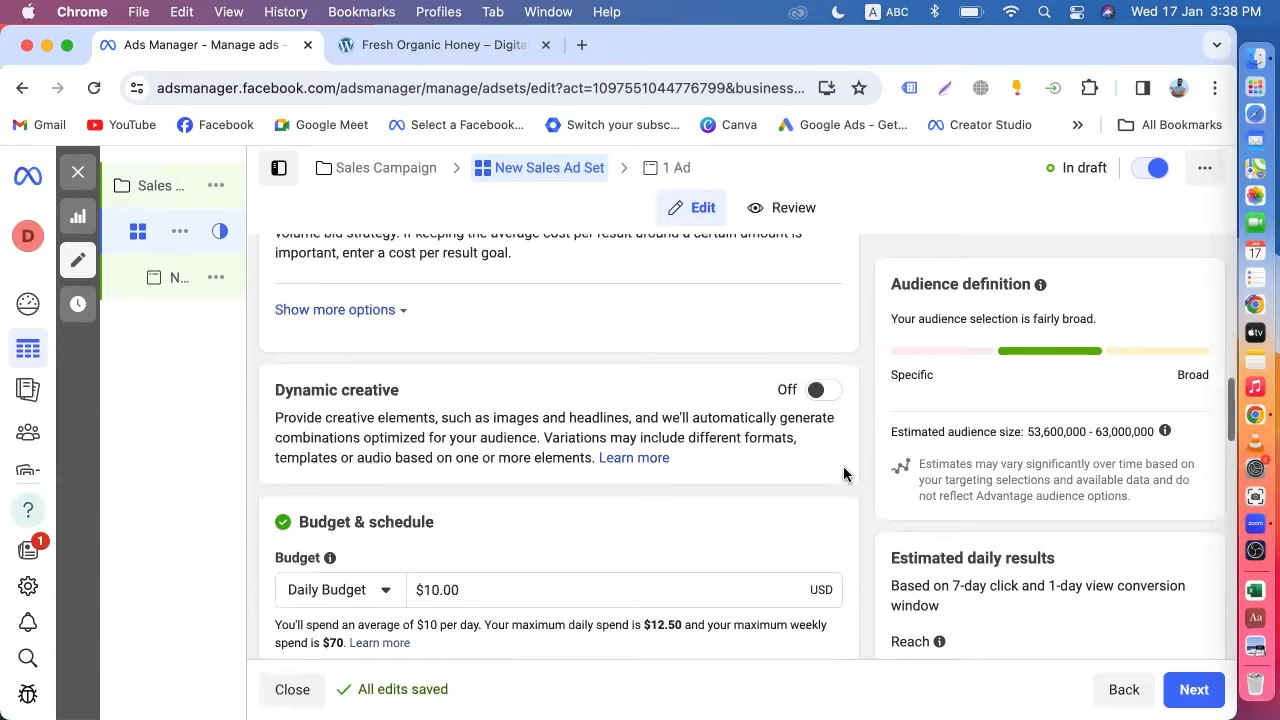 Chrome File Edit View History Bookmarks Profiles Tab Window Help A ABC Wed 17 Jan 3:38 PM
Ads Manager - Manage ads - Fresh Organic Honey – Digita
adsmanager.facebook.com/adsmanager/manage/adsets/edit?act=1097551044776799&business...
Gmail YouTube Facebook Google Meet Select a Facebook... Switch your subsc... Canva Google Ads - Get... Creator Studio » All Bookmarks
Sales Campaign New Sales Ad Set 1 Ad In draft
Sales ...
Edit Review
D
N...
volume bid strategy. If keeping the average cost per result around a certain amount is
important, enter a cost per result goal.
Show more options
Dynamic creative Off
Provide creative elements, such as images and headlines, and we'll automatically generate
combinations optimized for your audience. Variations may include different formats,
templates or audio based on one or more elements. Learn more
Budget & schedule
Budget
Daily Budget $10.00 USD
You'll spend an average of $10 per day. Your maximum daily spend is $12.50 and your maximum weekly
spend is $70. Learn more
Audience definition
Your audience selection is fairly broad.
Specific Broad
Estimated audience size: 53,600,000 - 63,000,000
Estimates may vary significantly over time based on
your targeting selections and available data and do
not reflect Advantage audience options.
Estimated daily results
Based on 7-day click and 1-day view conversion
window
Reach
1
Close All edits saved Back Next
17
tv
Aa
zoom